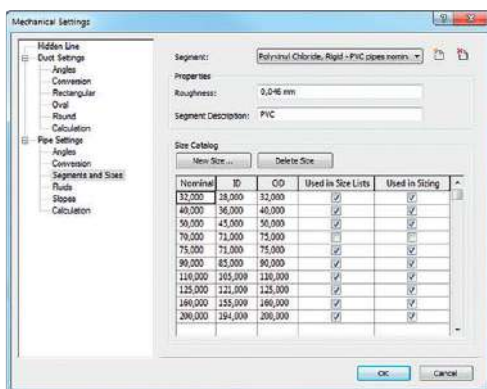 Mechanical Settings
Hidden Line
Duct Settings
Angles
Conversion
Rectangular
Oval
Round
Calculation
Pipe Settings
Angles
Conversion
Segments and Sizes
Fluids
Slopes
Calculation
Segment: Polyvinyl Chloride, Rigid - PVC pipes nomin.
Properties
Roughness: 0,046 mm
Segment Description: PVC
Size Catalog
New Size... Delete Size
Nominal ID OD Used in Size Lists Used in Sizing
32,000 28,000 32,000
40,000 36,000 40,000
50,000 45,000 50,000
70,000 71,000 75,000
75,000 71,000 75,000
90,000 85,000 90,000
110,000 105,000 110,000
125,000 121,000 125,000
160,000 155,000 160,000
200,000 194,000 200,000
OK Cancel